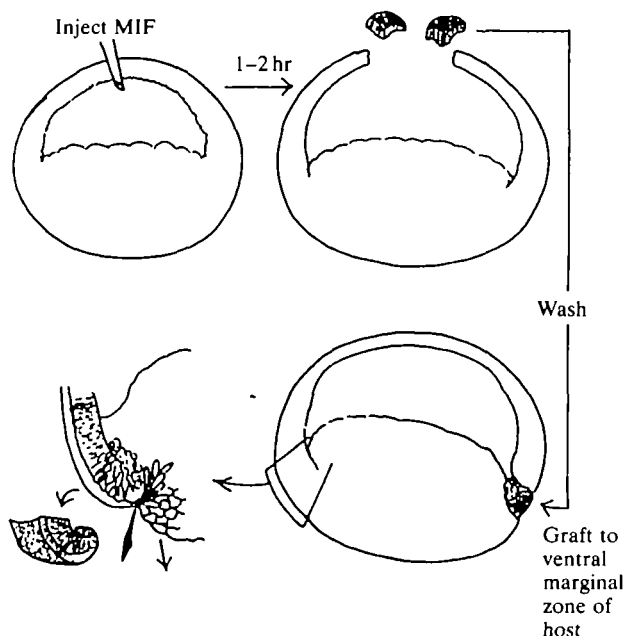 Inject MIF
1–2 hr
Wash
Graft to
ventral
marginal
zone of
host